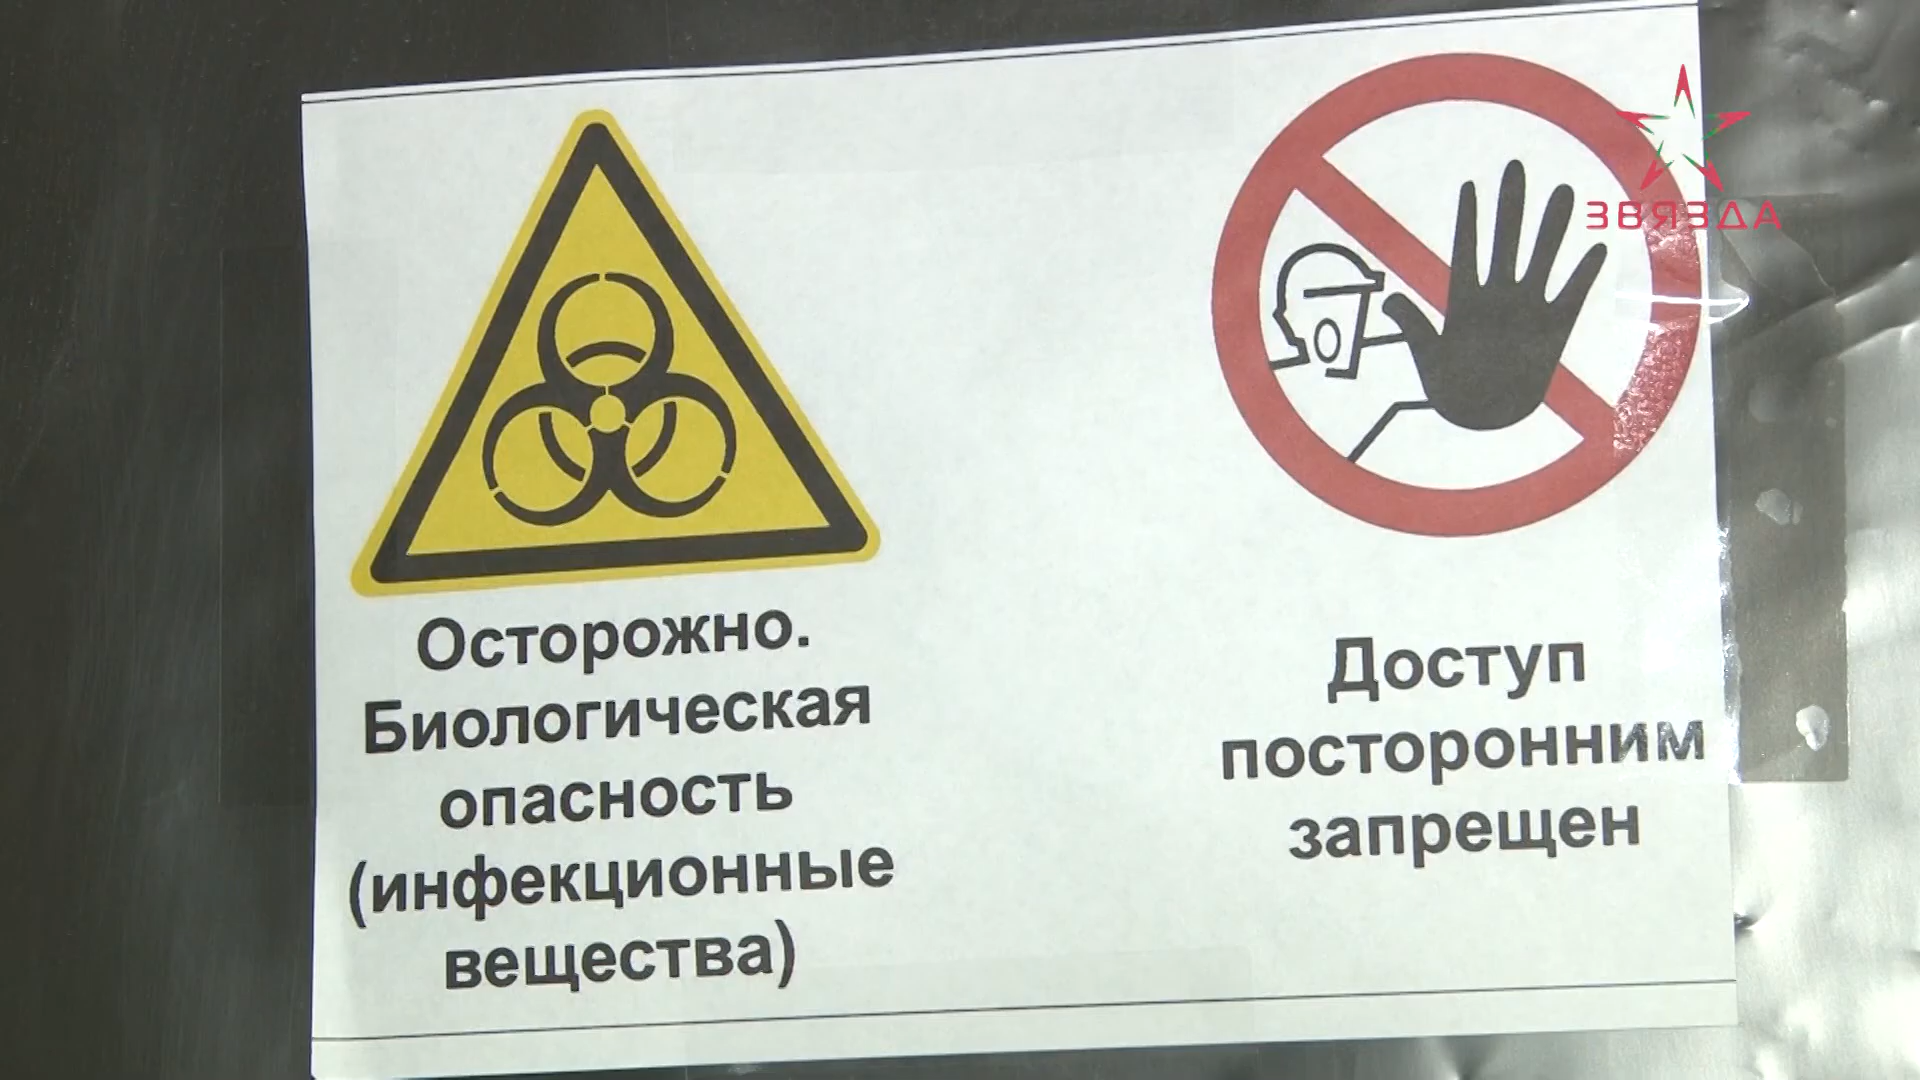 ЗВЯЗДА
Осторожно.
Биологическая
опасность
(инфекционные
вещества)
Доступ
посторонним
запрещен